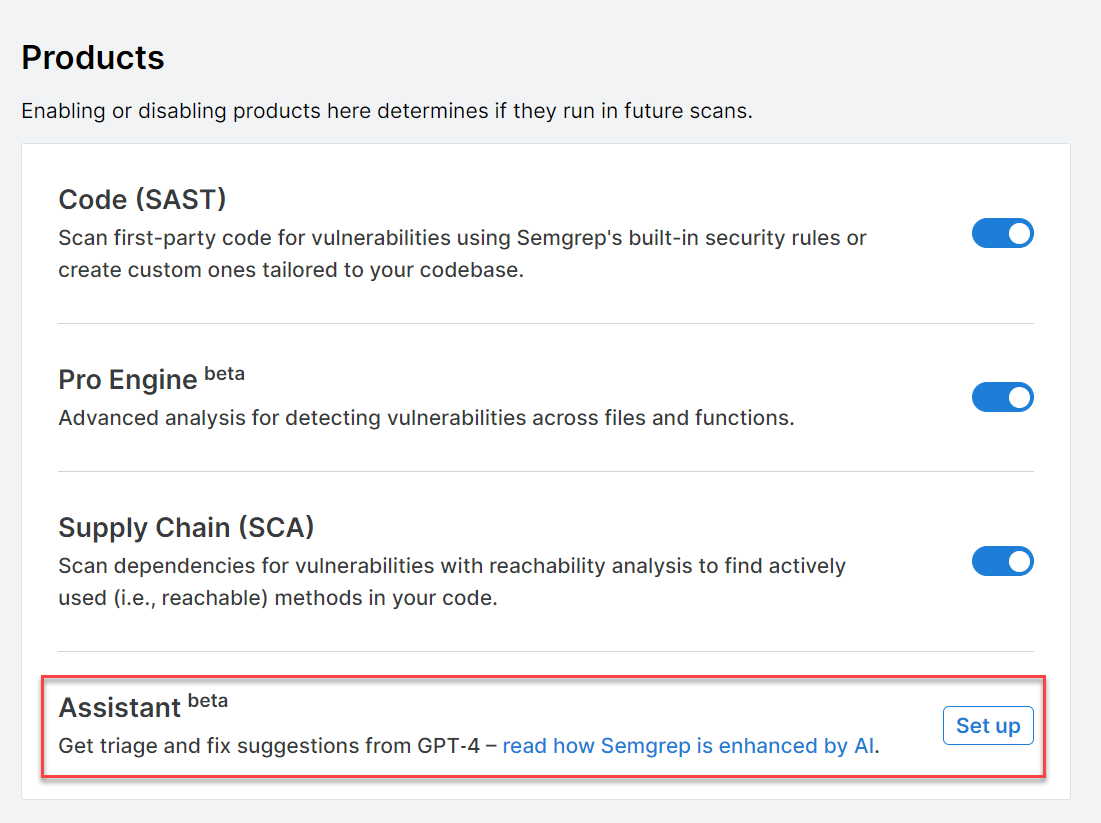 Products
Enabling or disabling products here determines if they run in future scans.
Code (SAST)
Scan first-party code for vulnerabilities using Semgrep's built-in security rules or
create custom ones tailored to your codebase.
Pro Engine beta
Advanced analysis for detecting vulnerabilities across files and functions.
Supply Chain (SCA)
Scan dependencies for vulnerabilities with reachability analysis to find actively
used (i.e., reachable) methods in your code.
Assistant beta
Get triage and fix suggestions from GPT-4 – read how Semgrep is enhanced by AI.
Set up